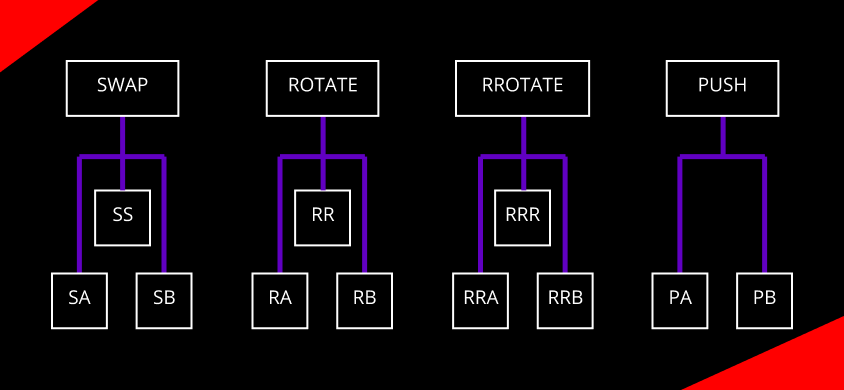 SWAP
ROTATE
RROTATE
PUSH
SS
RR
RRR
SA
SB
RA
RB
RRA
RRB
PA
PB